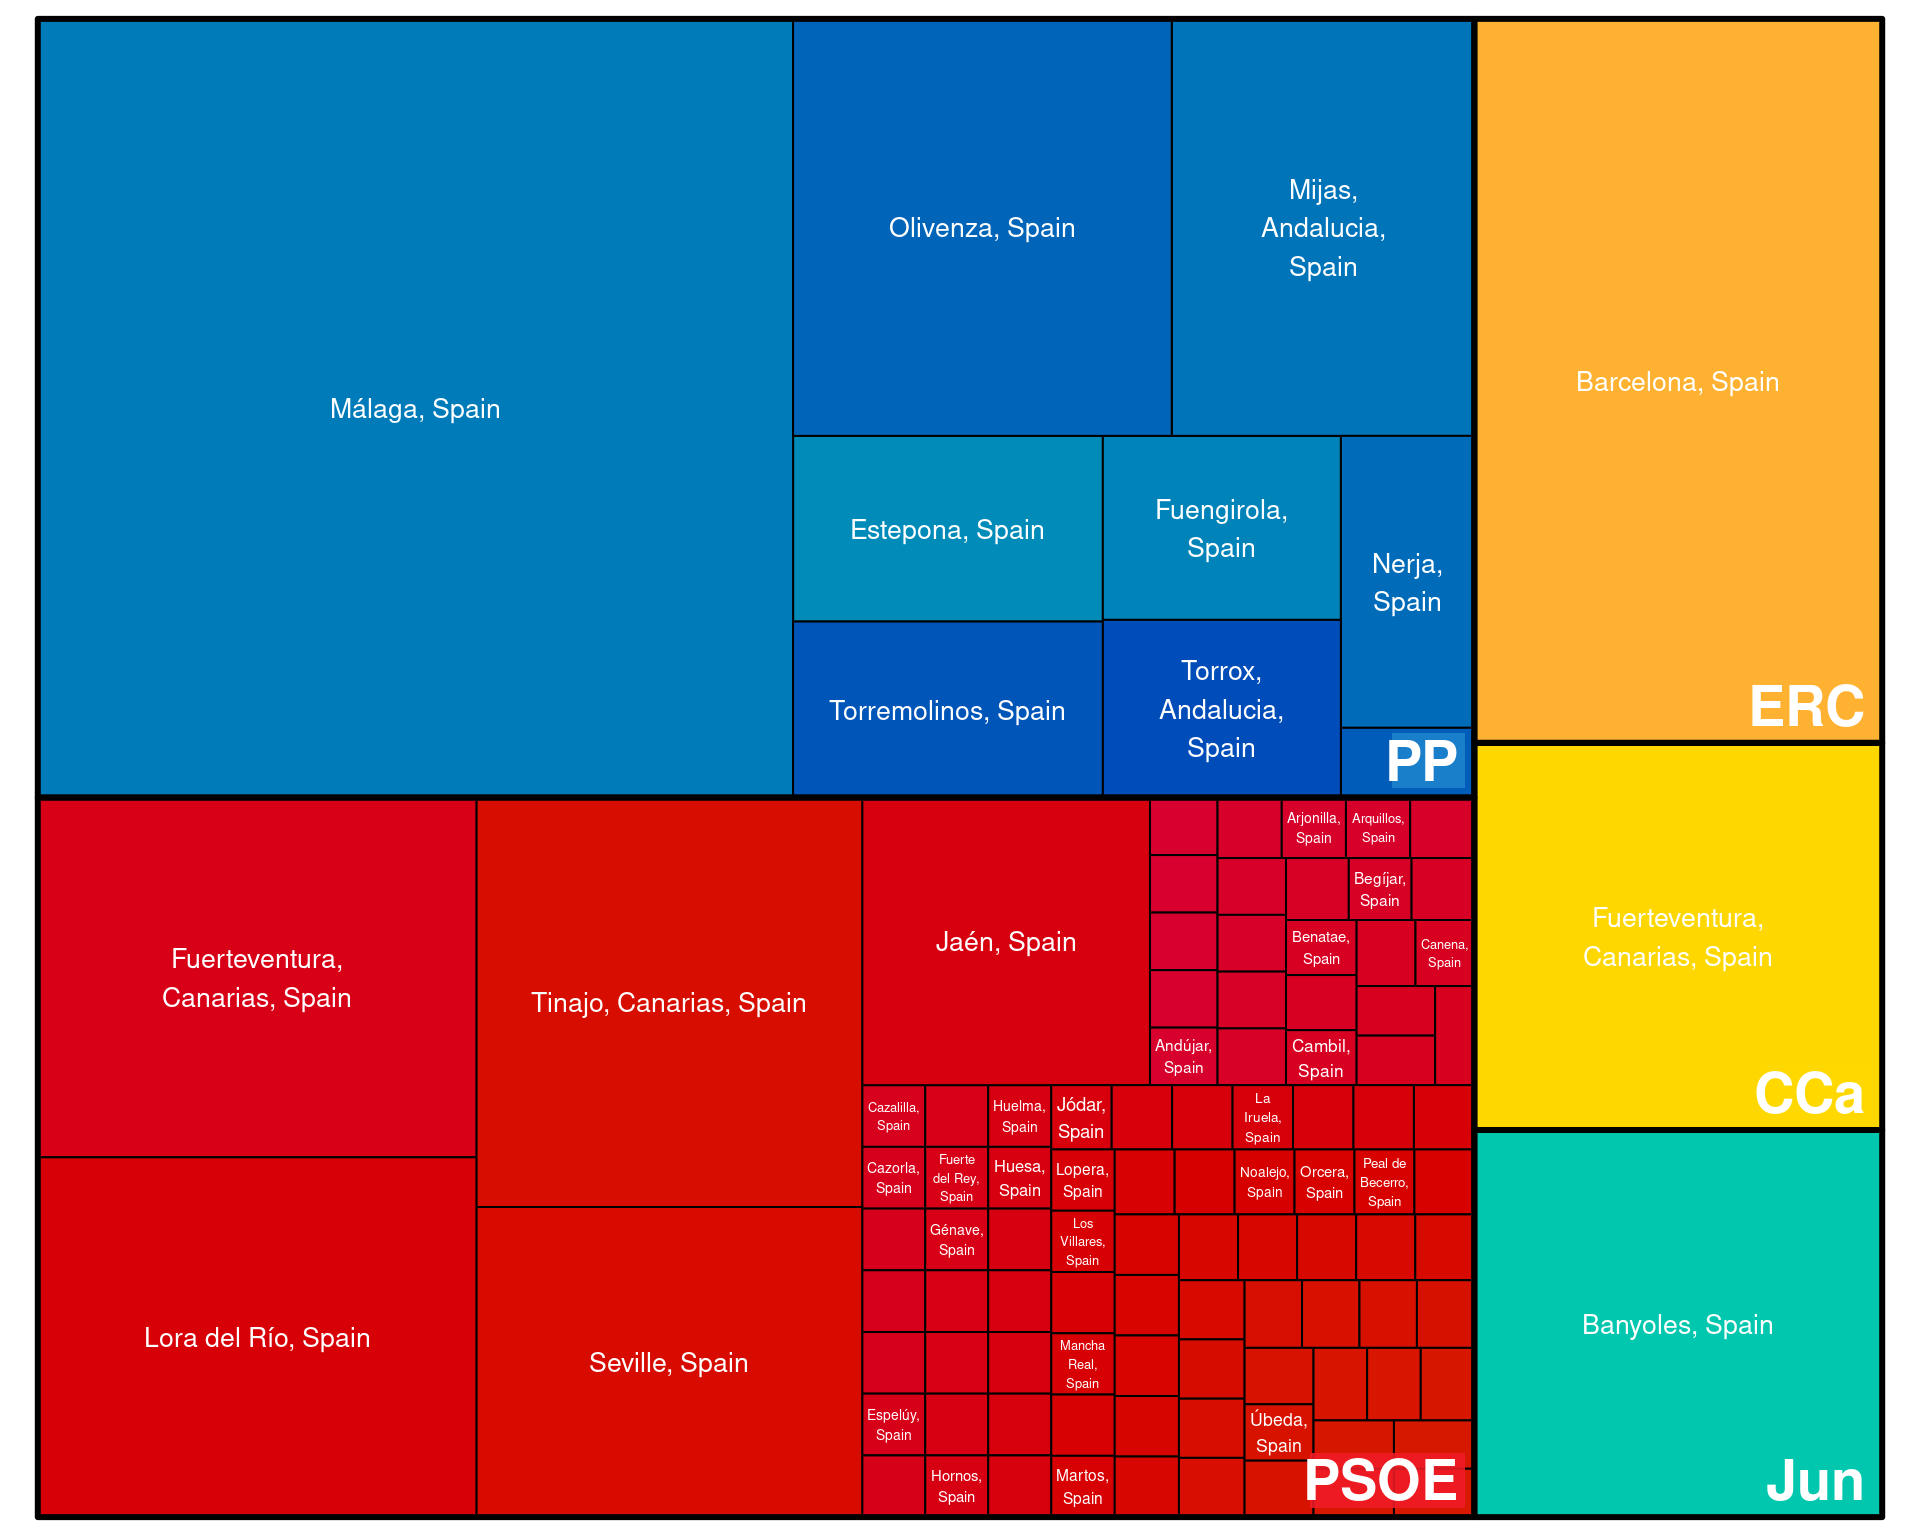 Málaga, Spain
Olivenza, Spain
Mijas,
Andalucia,
Spain
Estepona, Spain
Fuengirola,
Spain
Nerja,
Spain
Torremolinos, Spain
Torrox,
Andalucia,
Spain
PP
Barcelona, Spain
ERC
Fuerteventura,
Canarias, Spain
CCa
Banyoles, Spain
Jun
Fuerteventura,
Canarias, Spain
Lora del Río, Spain
Tinajo, Canarias, Spain
Seville, Spain
Jaén, Spain
Arjonilla,
Spain
Arquillos,
Spain
Begíjar,
Spain
Benatae,
Spain
Canena,
Spain
Andújar,
Spain
Cambil,
Spain
Cazalilla,
Spain
Huelma,
Spain
Jódar,
Spain
La
Iruela,
Spain
Cazorla,
Spain
Fuerte
del Rey,
Spain
Huesa,
Spain
Lopera,
Spain
Noalejo,
Spain
Orcera,
Spain
Peal de
Becerro,
Spain
Génave,
Spain
Los
Villares,
Spain
Mancha
Real,
Spain
Espelúy,
Spain
Úbeda,
Spain
Hornos,
Spain
Martos,
Spain
PSOE